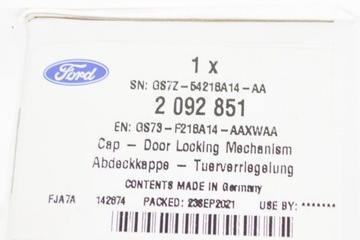 Ford
1 x
SN: GS7Z-54218A14-AA
2 092 851
EN: GS73-F218A14-AAXWAA
Cap - Door Locking Mechanism
Abdeckkappe - Tuerverriegelung
CONTENTS MADE IN Germany
FJA7A 142874 PACKED: 23SEP2021 USE BY: *******